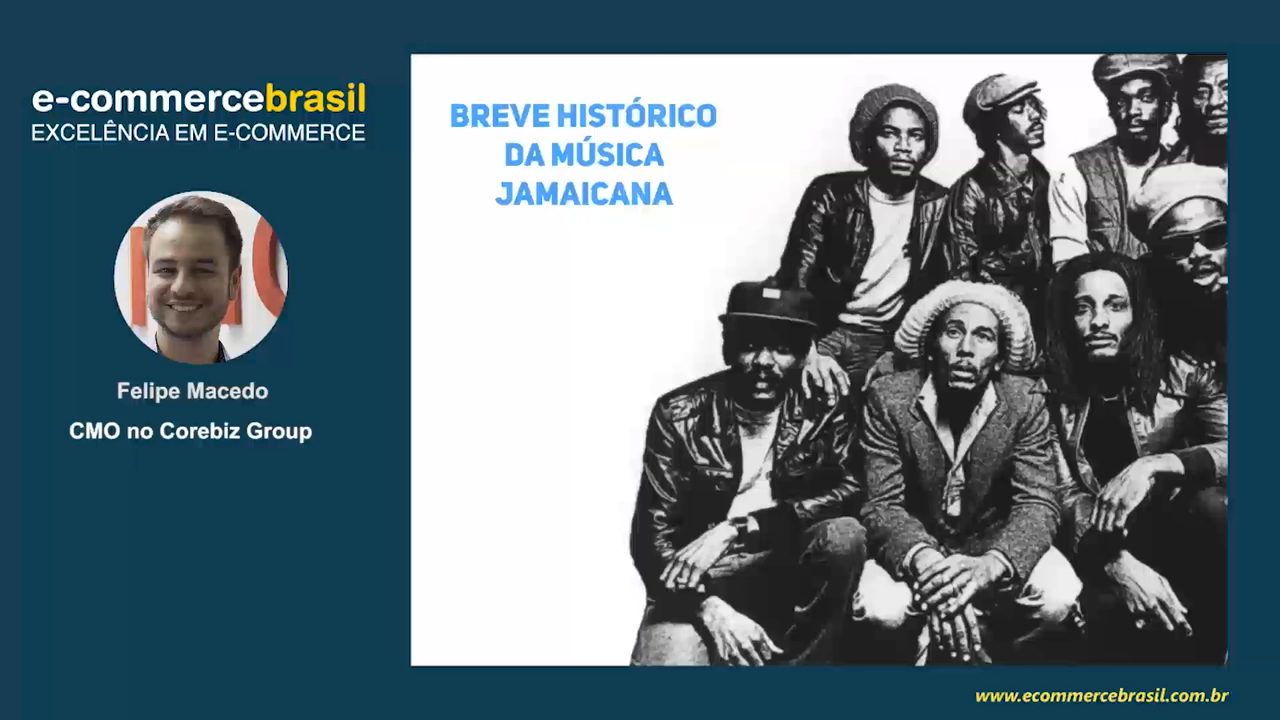 e-commercebrasil
EXCELÊNCIA EM E-COMMERCE
Felipe Macedo
CMO no Corebiz Group
BREVE HISTÓRICO
DA MÚSICA
JAMAICANA
www.ecommercebrasil.com.br